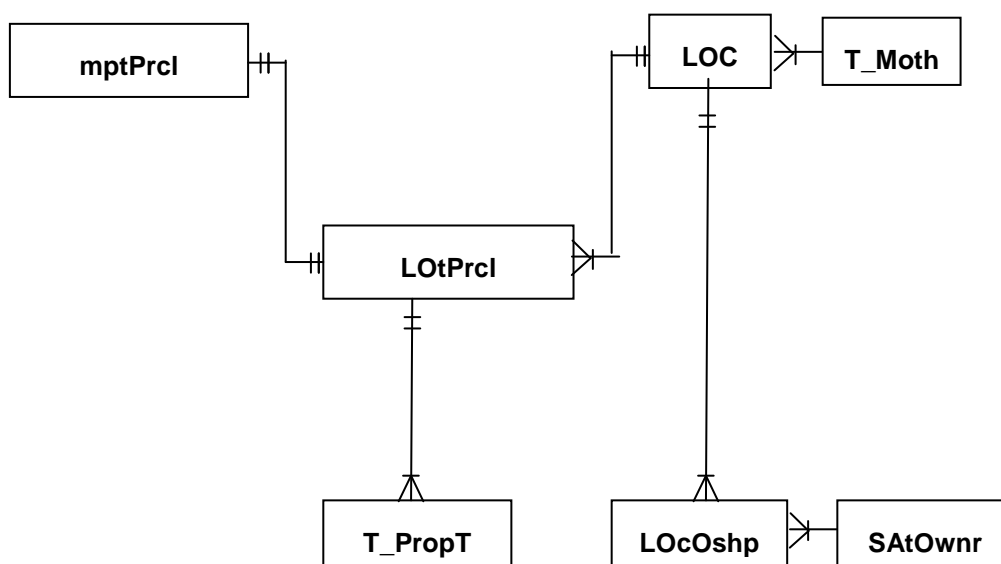 mptPrcl
LOC
T_Moth
LOtPrcl
T_PropT
LOcOshp
SAtOwnr